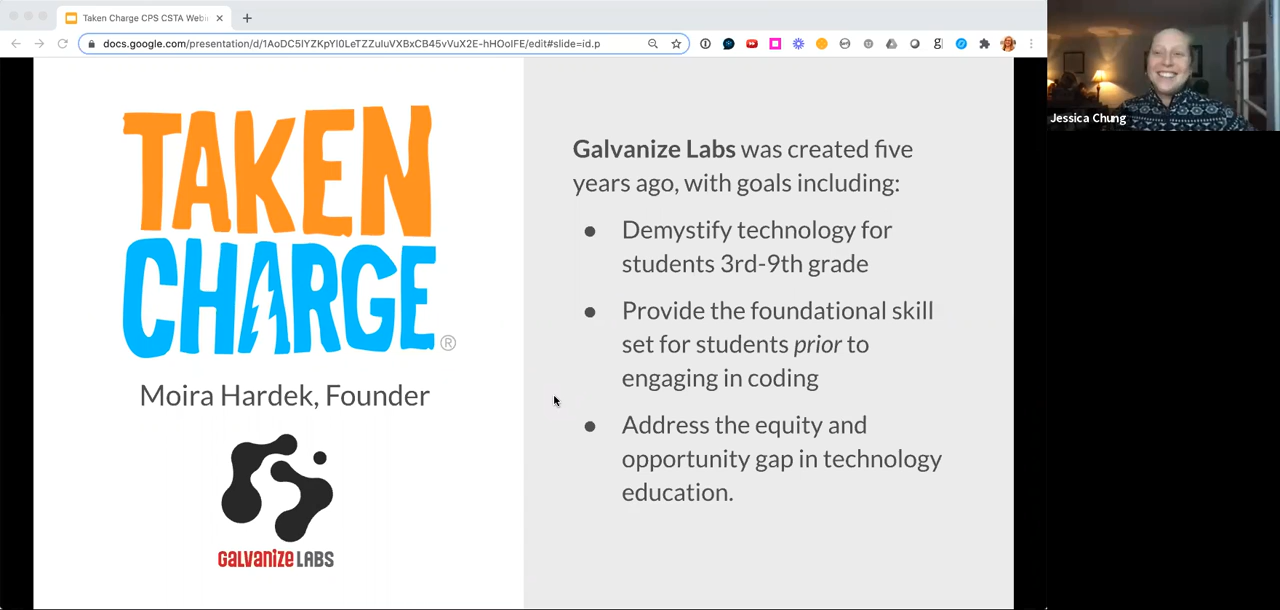 Taken Charge CPS CSTA Webi
docs.google.com/presentation/d/1AoDC5IYZKpYI0LeTZZuIuVXBxCB45vVuX2E-hHOoIFE/edit#slide=id.p
Jessica Chung
TAKEN
CHARGE
®
Moira Hardek, Founder
GALVANIZE LABS
Galvanize Labs was created five
years ago, with goals including:
● Demystify technology for
students 3rd-9th grade
● Provide the foundational skill
set for students prior to
engaging in coding
● Address the equity and
opportunity gap in technology
education.